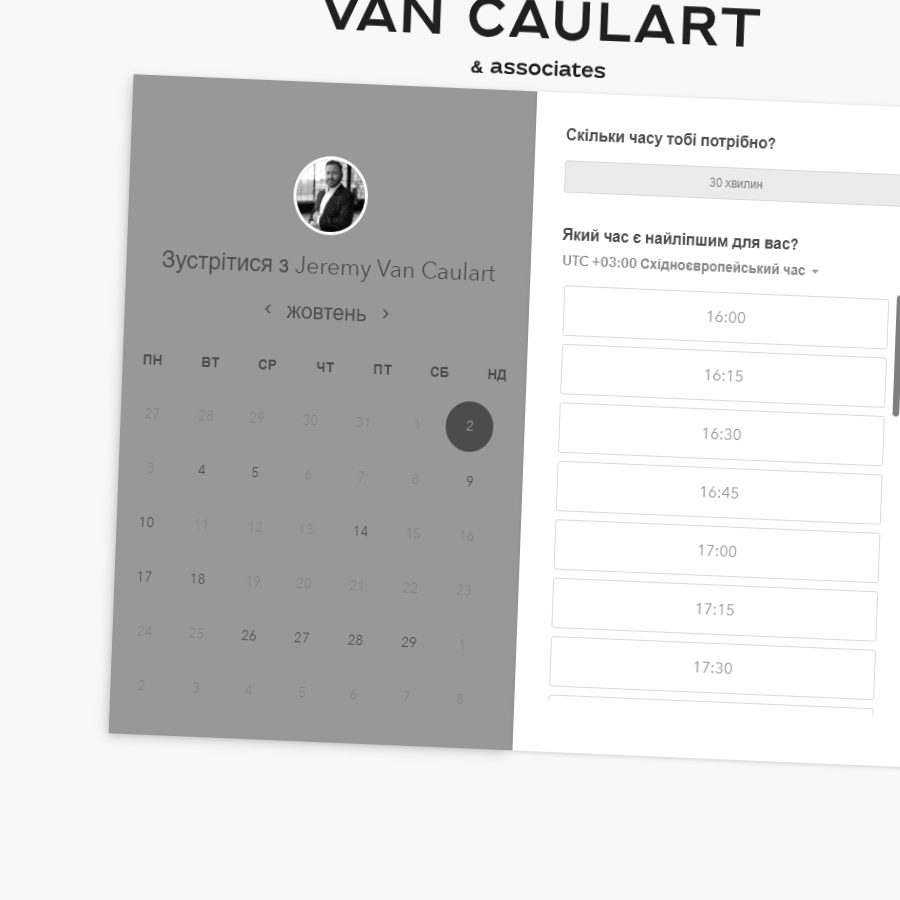 VAN CAULART
& associates
Зустрітися з Jeremy Van Caulart
жовтень
ПН ВТ СР ЧТ ПТ СБ НД
27 28 29 30 31 1 2
3 4 5 6 7 8 9
10 11 12 13 14 15 16
17 18 19 20 21 22 23
24 25 26 27 28 29 1
2 3 4 5 6 7 8
Скільки часу тобі потрібно?
30 хвилин
Який час є найліпшим для вас?
UTC +03:00 Східноєвропейський час
16:00
16:15
16:30
16:45
17:00
17:15
17:30